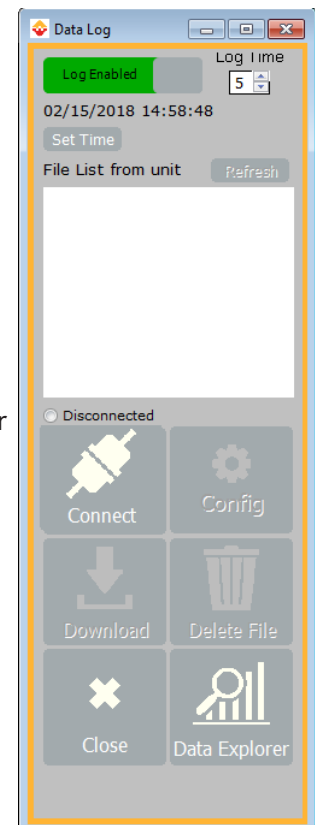 Data Log
Log Enabled
Log Time
5
02/15/2018 14:58:48
Set Time
File List from unit
Refresh
r
Disconnected
Connect
Config
Download
Delete File
Close
Data Explorer